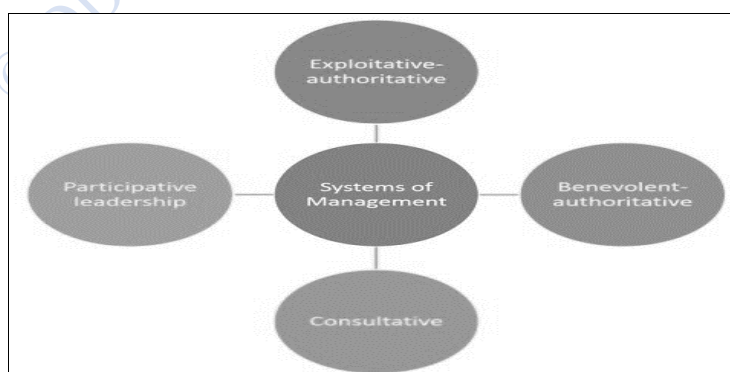 Exploitative-
authoritative
Participative
leadership
Systems of
Management
Benevolent-
authoritative
Consultative